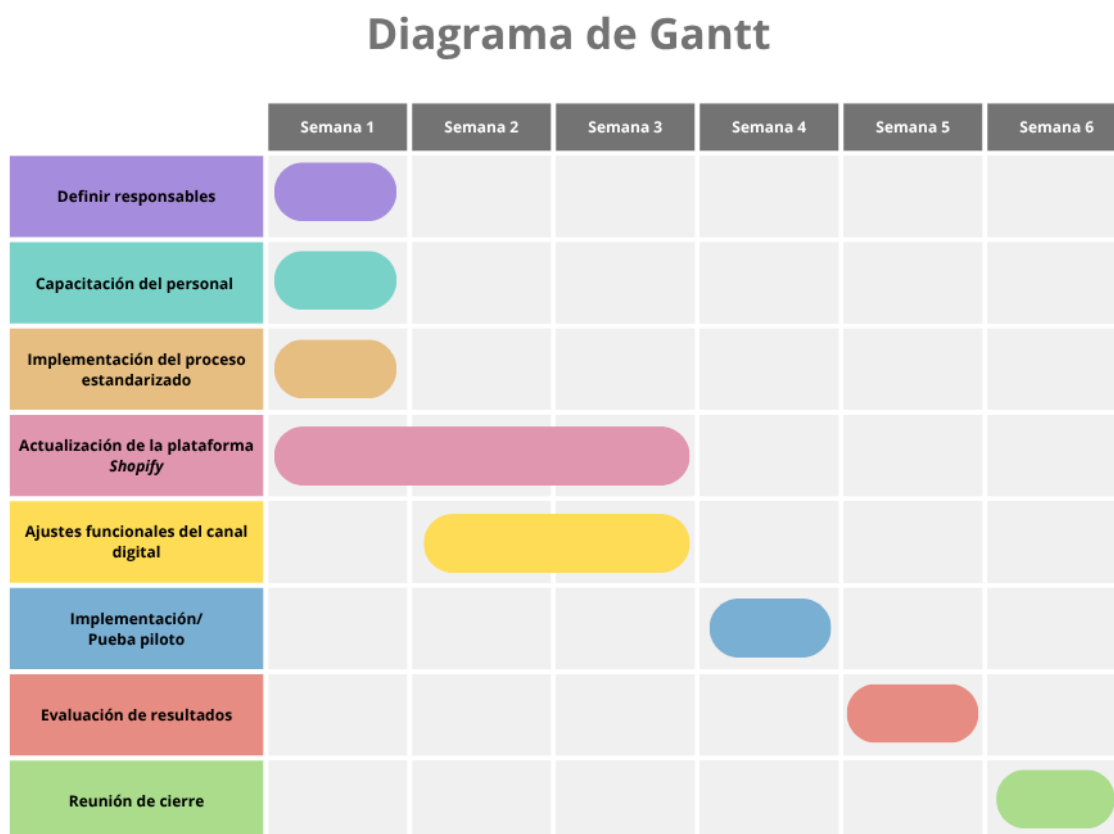 Diagrama de Gantt
Semana 1 Semana 2 Semana 3 Semana 4 Semana 5 Semana 6
Definir responsables
Capacitación del personal
Implementación del proceso
estandarizado
Actualización de la plataforma
Shopify
Ajustes funcionales del canal
digital
Implementación/
Pueba piloto
Evaluación de resultados
Reunión de cierre